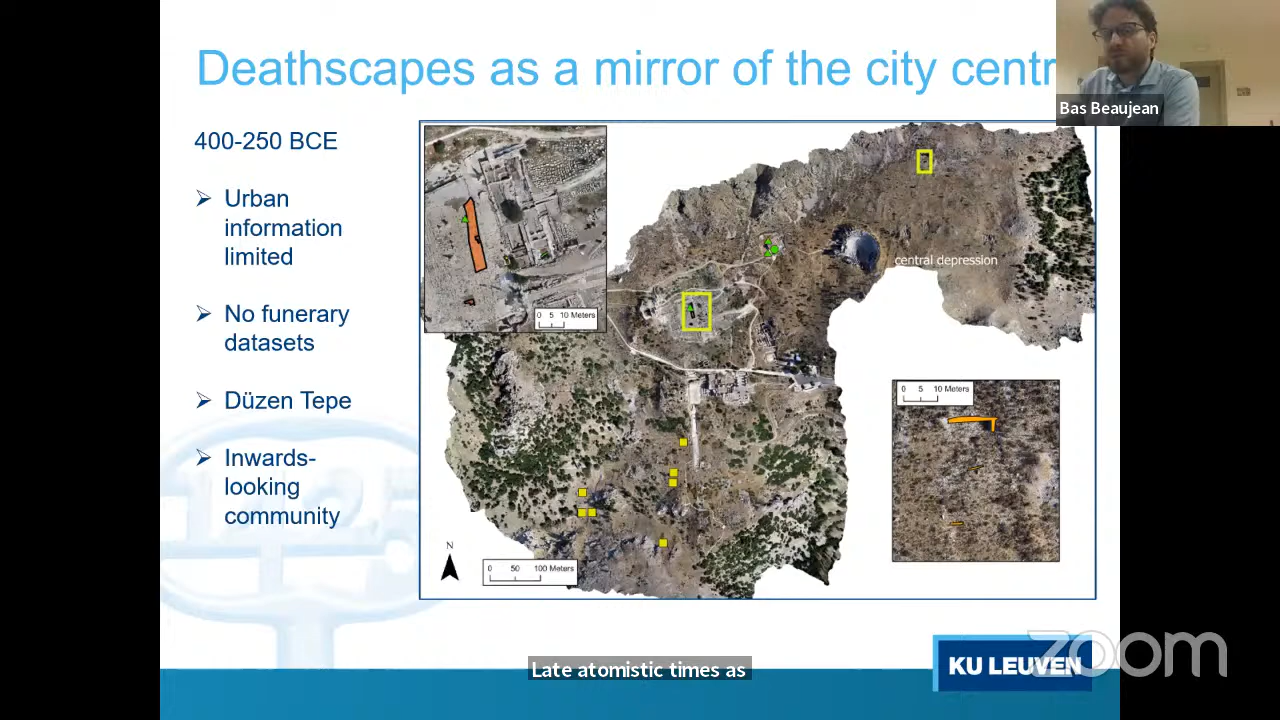 Deathscapes as a mirror of the city centr
Bas Beaujean
400-250 BCE
Urban
information
limited
No funerary
datasets
Düzen Tepe
Inwards-
looking
community
0 5 10 Meters
central depression
0 5 10 Meters
N
0 50 100 Meters
Late atomistic times as
KU LEUVEN
zoom